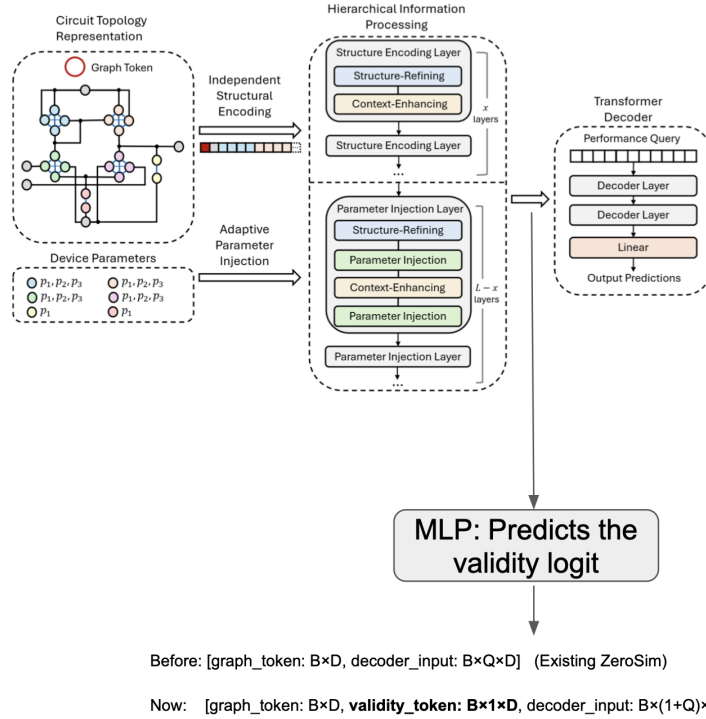 Circuit Topology
Representation
Graph Token
Independent
Structural
Encoding
Adaptive
Parameter
Injection
Device Parameters
p₁, p₂, p₃
p₁, p₂, p₃
p₁, p₂, p₃
p₁, p₂, p₃
p₁
p₁
Hierarchical Information
Processing
Structure Encoding Layer
Structure-Refining
Context-Enhancing
x
layers
Structure Encoding Layer
...
Parameter Injection Layer
Structure-Refining
Parameter Injection
Context-Enhancing
Parameter Injection
L − x
layers
Parameter Injection Layer
...
Transformer
Decoder
Performance Query
Decoder Layer
Decoder Layer
Linear
Output Predictions
MLP: Predicts the
validity logit
Before: [graph_token: B×D, decoder_input: B×Q×D] (Existing ZeroSim)
Now: [graph_token: B×D, validity_token: B×1×D, decoder_input: B×(1+Q)×